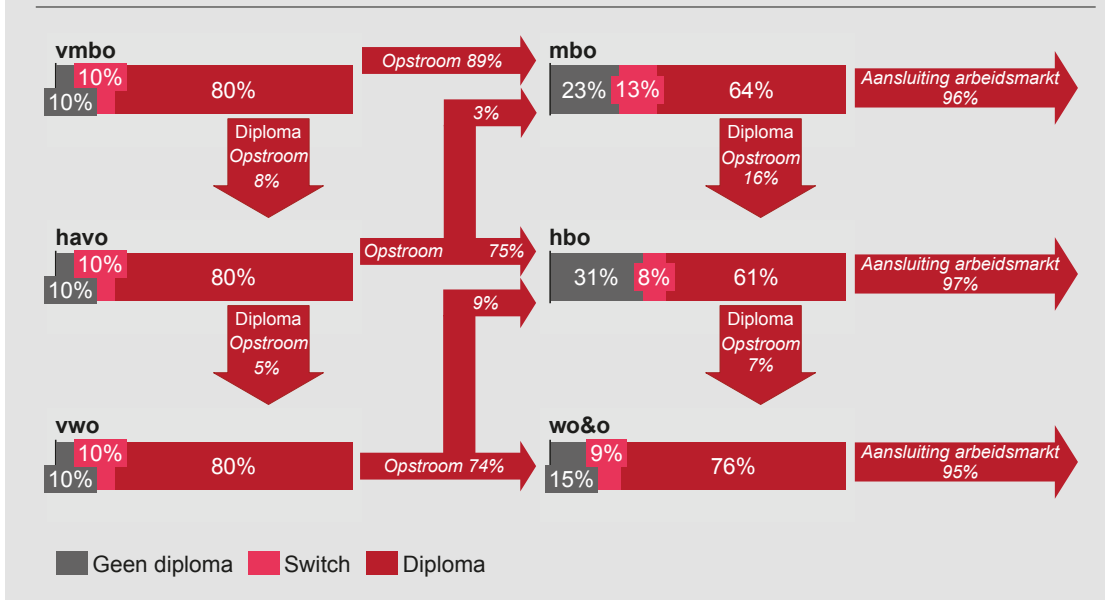 vmbo
10%
10%
80%
Opstroom 89%
mbo
23% 13% 64%
Aansluiting arbeidsmarkt
96%
3%
Diploma
Opstroom
8%
Diploma
Opstroom
16%
havo
10%
10%
80%
Opstroom 75%
hbo
31% 8% 61%
Aansluiting arbeidsmarkt
97%
9%
Diploma
Opstroom
5%
Diploma
Opstroom
7%
vwo
10%
10%
80%
Opstroom 74%
wo&o
9%
15%
76%
Aansluiting arbeidsmarkt
95%
Geen diploma Switch Diploma